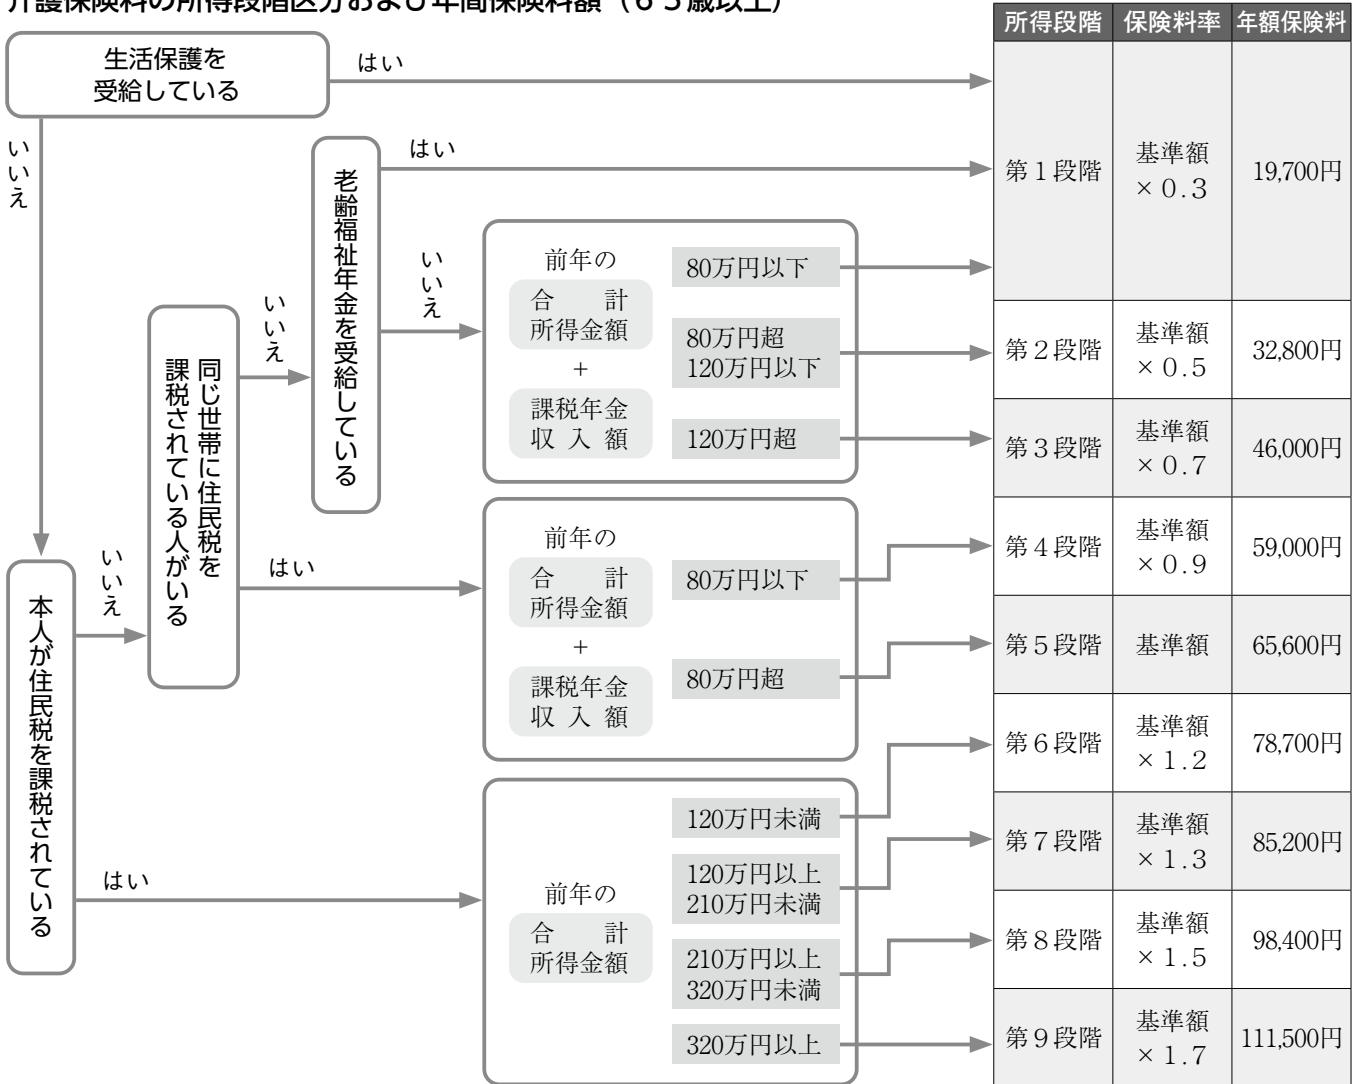 介護保険料の所得段階区分および年間保険料額（６５歳以上）
生活保護を
受給している
はい
いいえ
本人が住民税を課税されている
いいえ
はい
同じ世帯に住民税を
課税されている人がいる
いいえ
はい
老齢福祉年金を受給している
はい
いいえ
前年の
合　計
所得金額
+
課税年金
収入額
80万円以下
80万円超
120万円以下
120万円超
前年の
合　計
所得金額
+
課税年金
収入額
80万円以下
80万円超
前年の
合　計
所得金額
120万円未満
120万円以上
210万円未満
210万円以上
320万円未満
320万円以上
所得段階 保険料率 年額保険料
第１段階 基準額 19,700円
×０.３
第２段階 基準額 32,800円
×０.５
第３段階 基準額 46,000円
×０.７
第４段階 基準額 59,000円
×０.９
第５段階 基準額 65,600円
第６段階 基準額 78,700円
×１.２
第７段階 基準額 85,200円
×１.３
第８段階 基準額 98,400円
×１.５
第９段階 基準額 111,500円
×１.７